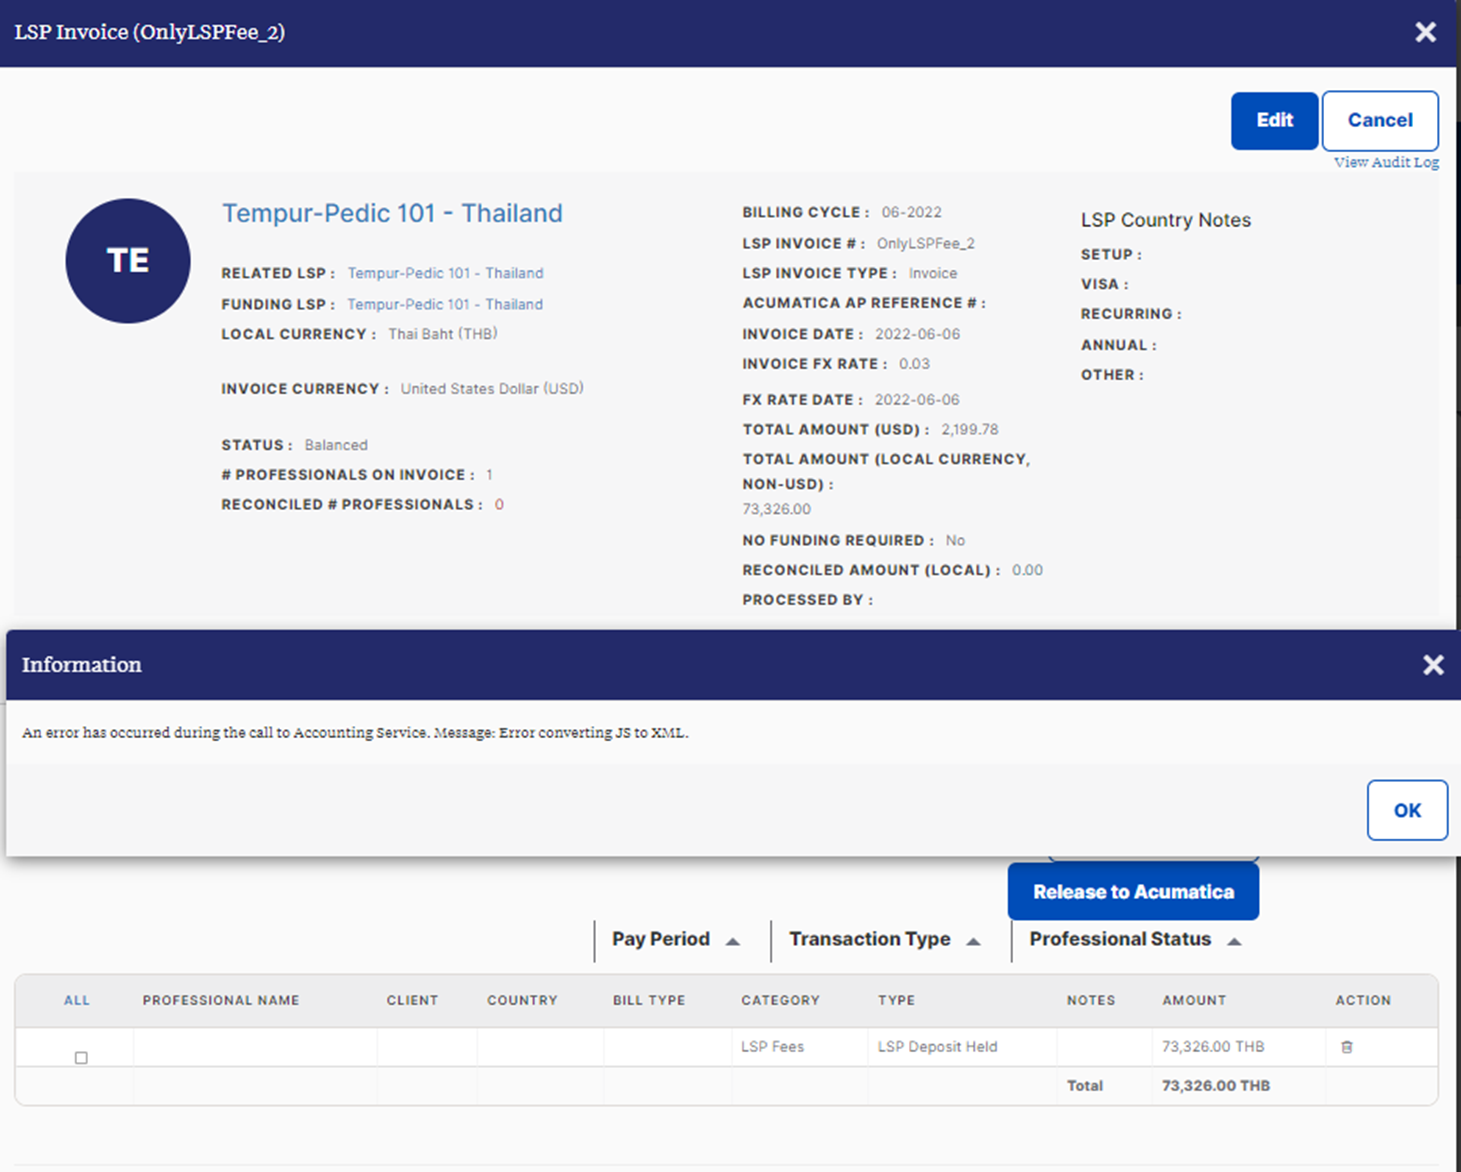 LSP Invoice (OnlyLSPFee_2)
Edit
Cancel
View Audit Log
TE
Tempur-Pedic 101 - Thailand
RELATED LSP : Tempur-Pedic 101 - Thailand
FUNDING LSP : Tempur-Pedic 101 - Thailand
LOCAL CURRENCY : Thai Baht (THB)
INVOICE CURRENCY : United States Dollar (USD)
STATUS : Balanced
# PROFESSIONALS ON INVOICE : 1
RECONCILED # PROFESSIONALS : 0
BILLING CYCLE : 06-2022
LSP INVOICE # : OnlyLSPFee_2
LSP INVOICE TYPE : Invoice
ACUMATICA AP REFERENCE # :
INVOICE DATE : 2022-06-06
INVOICE FX RATE : 0.03
FX RATE DATE : 2022-06-06
TOTAL AMOUNT (USD) : 2,199.78
TOTAL AMOUNT (LOCAL CURRENCY,
NON-USD) :
73,326.00
NO FUNDING REQUIRED : No
RECONCILED AMOUNT (LOCAL) : 0.00
PROCESSED BY :
LSP Country Notes
SETUP :
VISA :
RECURRING :
ANNUAL :
OTHER :
Information
An error has occurred during the call to Accounting Service. Message: Error converting JS to XML.
OK
Release to Acumatica
Pay Period Transaction Type Professional Status
ALL PROFESSIONAL NAME CLIENT COUNTRY BILL TYPE CATEGORY TYPE NOTES AMOUNT ACTION
LSP Fees LSP Deposit Held 73,326.00 THB
Total 73,326.00 THB